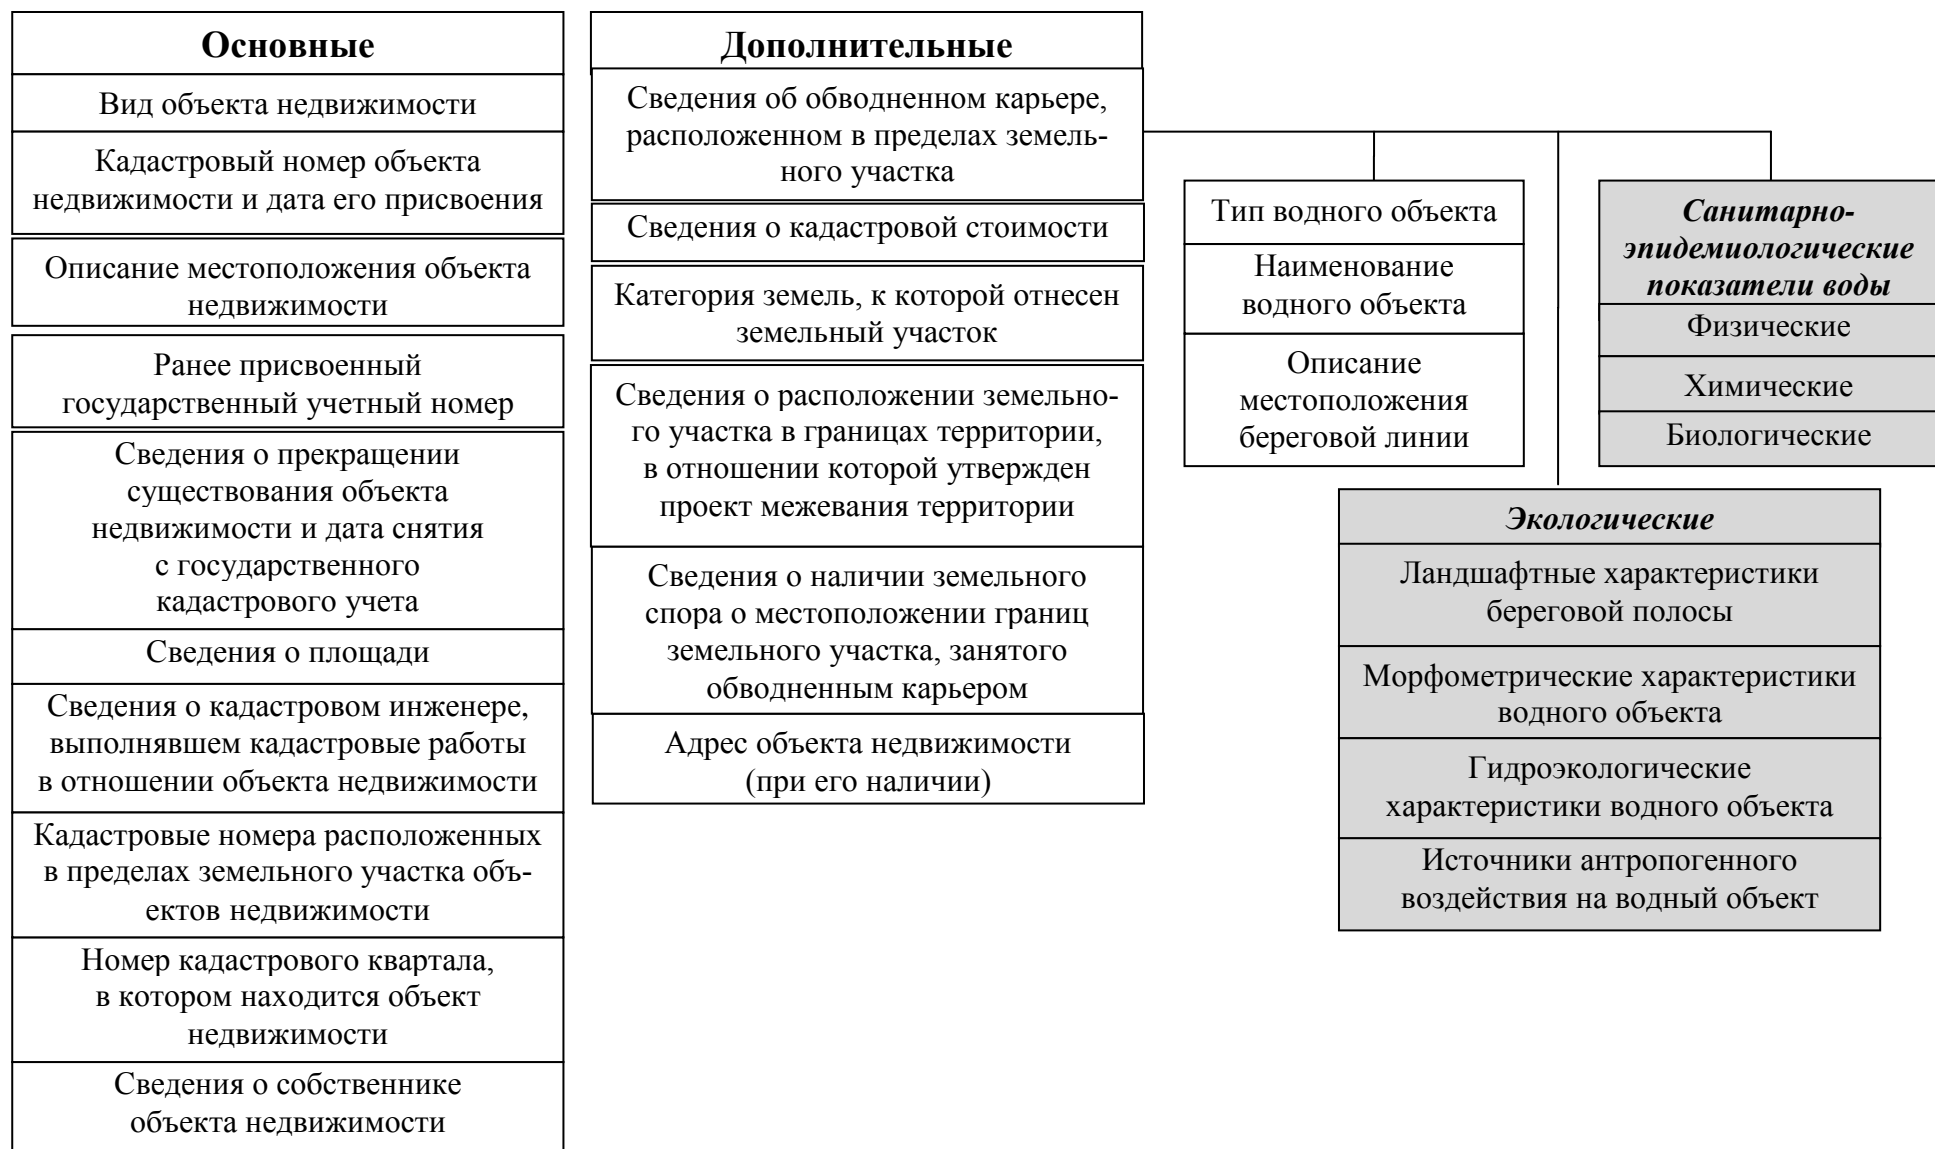 Основные
Вид объекта недвижимости
Кадастровый номер объекта
недвижимости и дата его присвоения
Описание местоположения объекта
недвижимости
Ранее присвоенный
государственный учетный номер
Сведения о прекращении
существования объекта
недвижимости и дата снятия
с государственного
кадастрового учета
Сведения о площади
Сведения о кадастровом инженере,
выполнявшем кадастровые работы
в отношении объекта недвижимости
Кадастровые номера расположенных
в пределах земельного участка объ-
ектов недвижимости
Номер кадастрового квартала,
в котором находится объект
недвижимости
Сведения о собственнике
объекта недвижимости
Дополнительные
Сведения об обводненном карьере,
расположенном в пределах земель-
ного участка
Сведения о кадастровой стоимости
Категория земель, к которой отнесен
земельный участок
Сведения о расположении земельно-
го участка в границах территории,
в отношении которой утвержден
проект межевания территории
Сведения о наличии земельного
спора о местоположении границ
земельного участка, занятого
обводненным карьером
Адрес объекта недвижимости
(при его наличии)
Тип водного объекта
Наименование
водного объекта
Описание
местоположения
береговой линии
Санитарно-
эпидемиологические
показатели воды
Физические
Химические
Биологические
Экологические
Ландшафтные характеристики
береговой полосы
Морфометрические характеристики
водного объекта
Гидроэкологические
характеристики водного объекта
Источники антропогенного
воздействия на водный объект